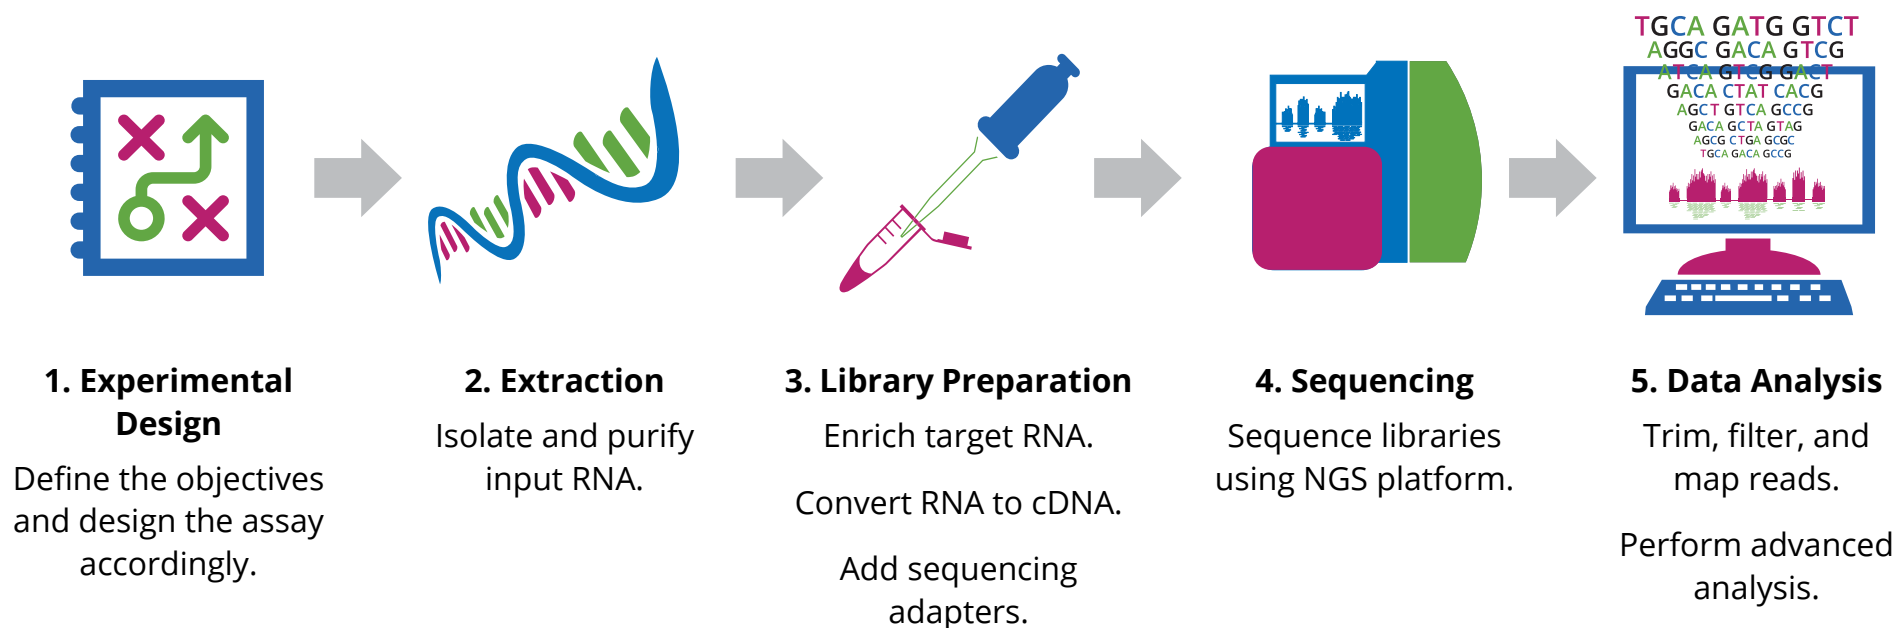 TGCA GATG GTCT
AGGC GACA GTCG
ATCA GTCG GACT
GACA CTAT CACG
AGCT GTCA GCCG
GACA GCTA GTAG
AGCG CTGA GCGC
TGCA GACA GCCG
1. Experimental
Design
Define the objectives
and design the assay
accordingly.
2. Extraction
Isolate and purify
input RNA.
3. Library Preparation
Enrich target RNA.
Convert RNA to cDNA.
Add sequencing
adapters.
4. Sequencing
Sequence libraries
using NGS platform.
5. Data Analysis
Trim, filter, and
map reads.
Perform advanced
analysis.